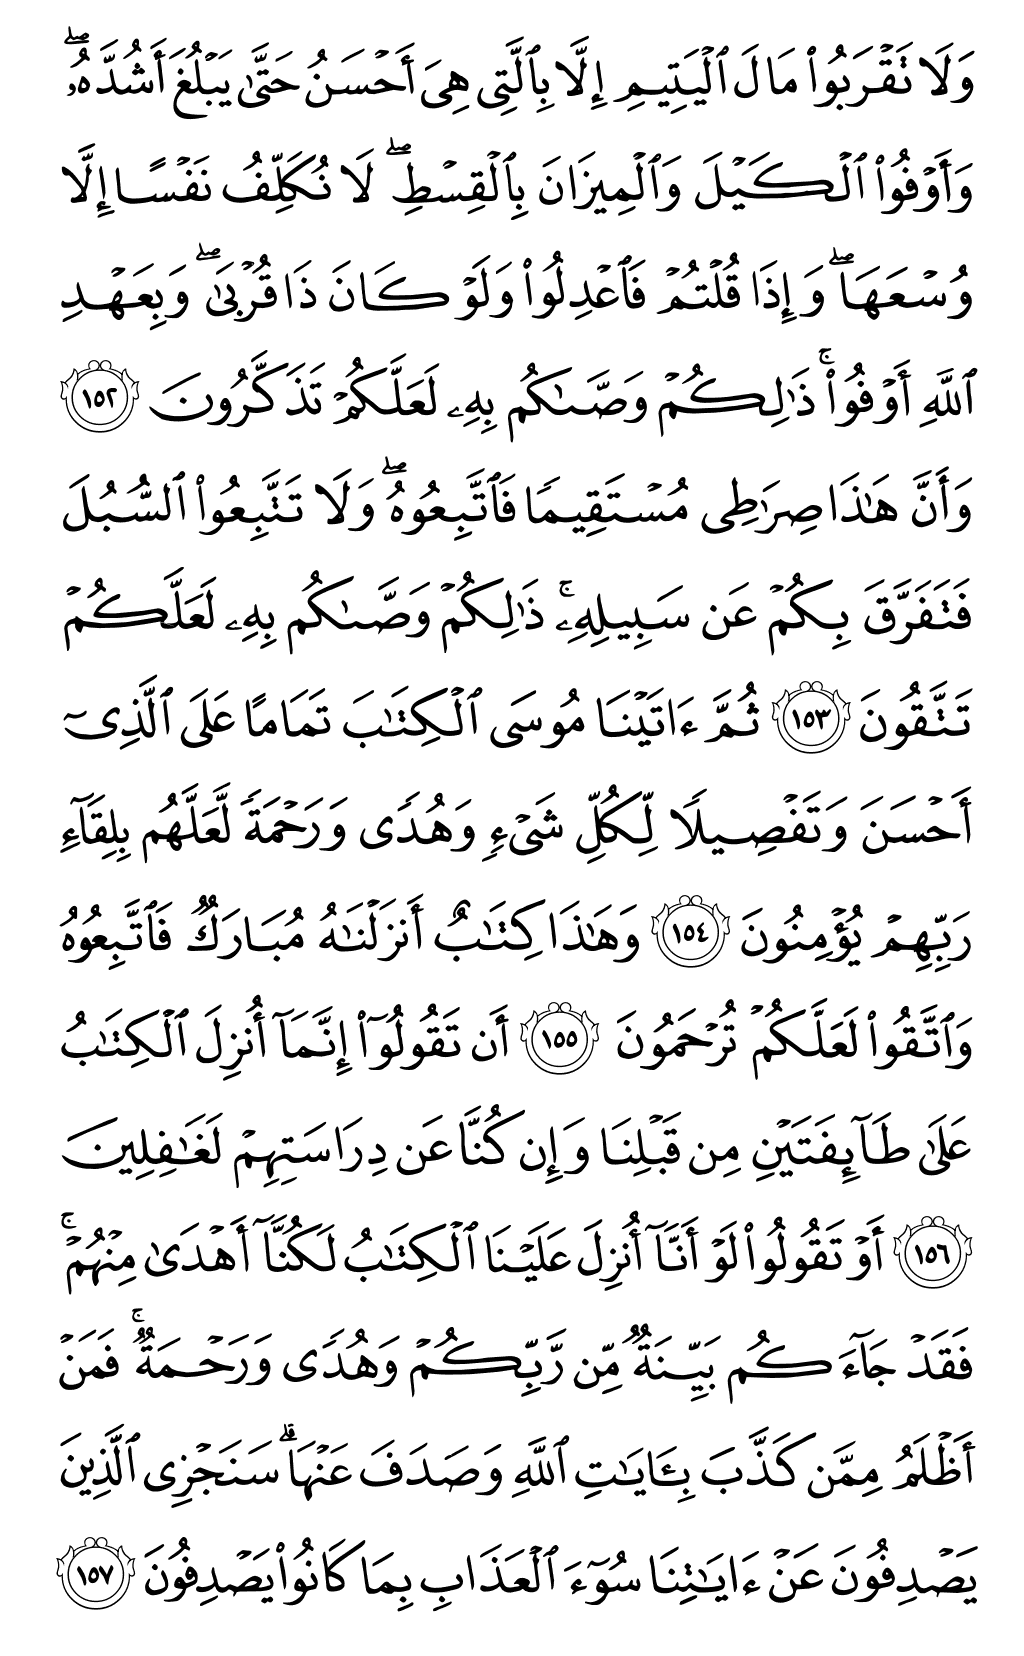 وَلَا تَقۡرَبُواْ مَالَ ٱلۡيَتِيمِ إِلَّا بِٱلَّتِي هِيَ أَحۡسَنُ حَتَّىٰ يَبۡلُغَ أَشُدَّهُۥۖ
وَأَوۡفُواْ ٱلۡكَيۡلَ وَٱلۡمِيزَانَ بِٱلۡقِسۡطِۖ لَا نُكَلِّفُ نَفۡسًا إِلَّا
وُسۡعَهَاۖ وَإِذَا قُلۡتُمۡ فَٱعۡدِلُواْ وَلَوۡ كَانَ ذَا قُرۡبَىٰۖ وَبِعَهۡدِ
ٱللَّهِ أَوۡفُواْۚ ذَٰلِكُمۡ وَصَّىٰكُم بِهِۦ لَعَلَّكُمۡ تَذَكَّرُونَ ١٥٢
وَأَنَّ هَٰذَا صِرَٰطِي مُسۡتَقِيمٗا فَٱتَّبِعُوهُۖ وَلَا تَتَّبِعُواْ ٱلسُّبُلَ
فَتَفَرَّقَ بِكُمۡ عَن سَبِيلِهِۦۚ ذَٰلِكُمۡ وَصَّىٰكُم بِهِۦ لَعَلَّكُمۡ
تَتَّقُونَ ١٥٣ ثُمَّ ءَاتَيۡنَا مُوسَى ٱلۡكِتَٰبَ تَمَامًا عَلَى ٱلَّذِيٓ
أَحۡسَنَ وَتَفۡصِيلٗا لِّكُلِّ شَيۡءٖ وَهُدٗى وَرَحۡمَةٗ لَّعَلَّهُم بِلِقَآءِ
رَبِّهِمۡ يُؤۡمِنُونَ ١٥٤ وَهَٰذَا كِتَٰبٌ أَنزَلۡنَٰهُ مُبَارَكٞ فَٱتَّبِعُوهُ
وَٱتَّقُواْ لَعَلَّكُمۡ تُرۡحَمُونَ ١٥٥ أَن تَقُولُوٓاْ إِنَّمَآ أُنزِلَ ٱلۡكِتَٰبُ
عَلَىٰ طَآئِفَتَيۡنِ مِن قَبۡلِنَا وَإِن كُنَّا عَن دِرَاسَتِهِمۡ لَغَٰفِلِينَ
١٥٦ أَوۡ تَقُولُواْ لَوۡ أَنَّآ أُنزِلَ عَلَيۡنَا ٱلۡكِتَٰبُ لَكُنَّآ أَهۡدَىٰ مِنۡهُمۡۚ
فَقَدۡ جَآءَكُم بَيِّنَةٞ مِّن رَّبِّكُمۡ وَهُدٗى وَرَحۡمَةٞۚ فَمَنۡ
أَظۡلَمُ مِمَّن كَذَّبَ بِـَٔايَٰتِ ٱللَّهِ وَصَدَفَ عَنۡهَاۗ سَنَجۡزِي ٱلَّذِينَ
يَصۡدِفُونَ عَنۡ ءَايَٰتِنَا سُوٓءَ ٱلۡعَذَابِ بِمَا كَانُواْ يَصۡدِفُونَ ١٥٧